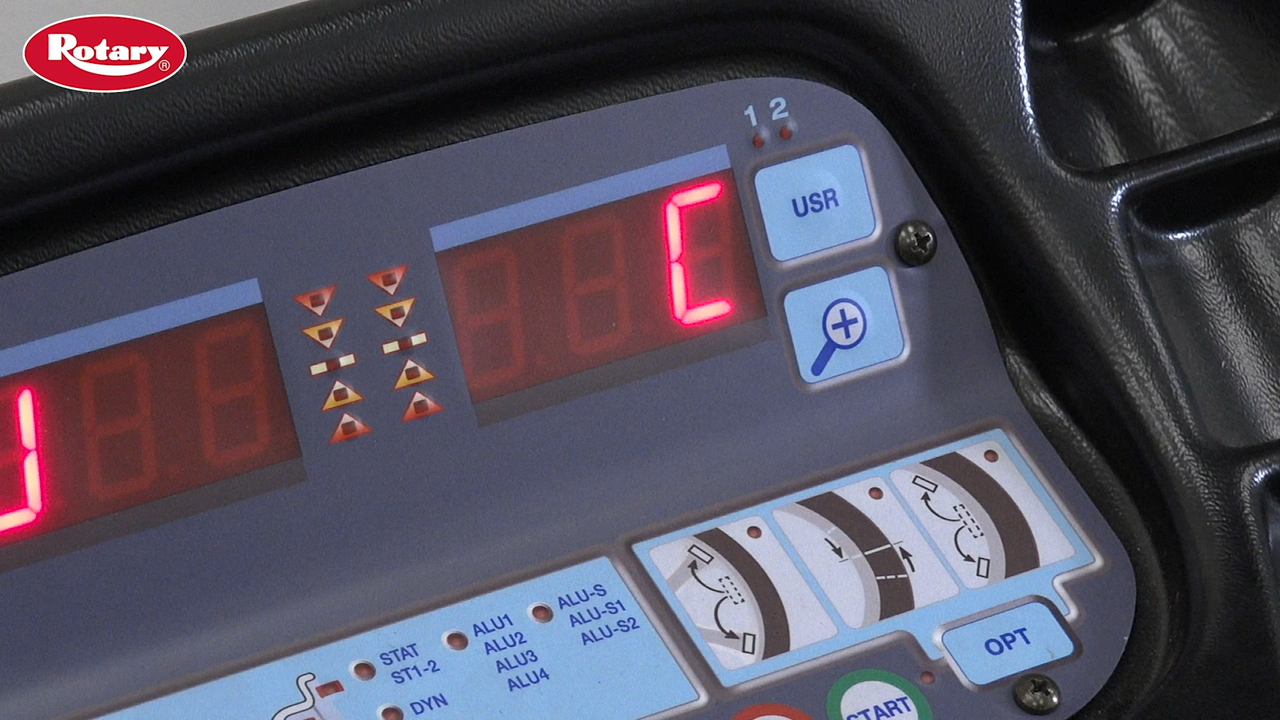 Rotary®
1 2
USR
C
STAT
ST1-2
DYN
ALU1
ALU2
ALU3
ALU4
ALU-S
ALU-S1
ALU-S2
OPT
START